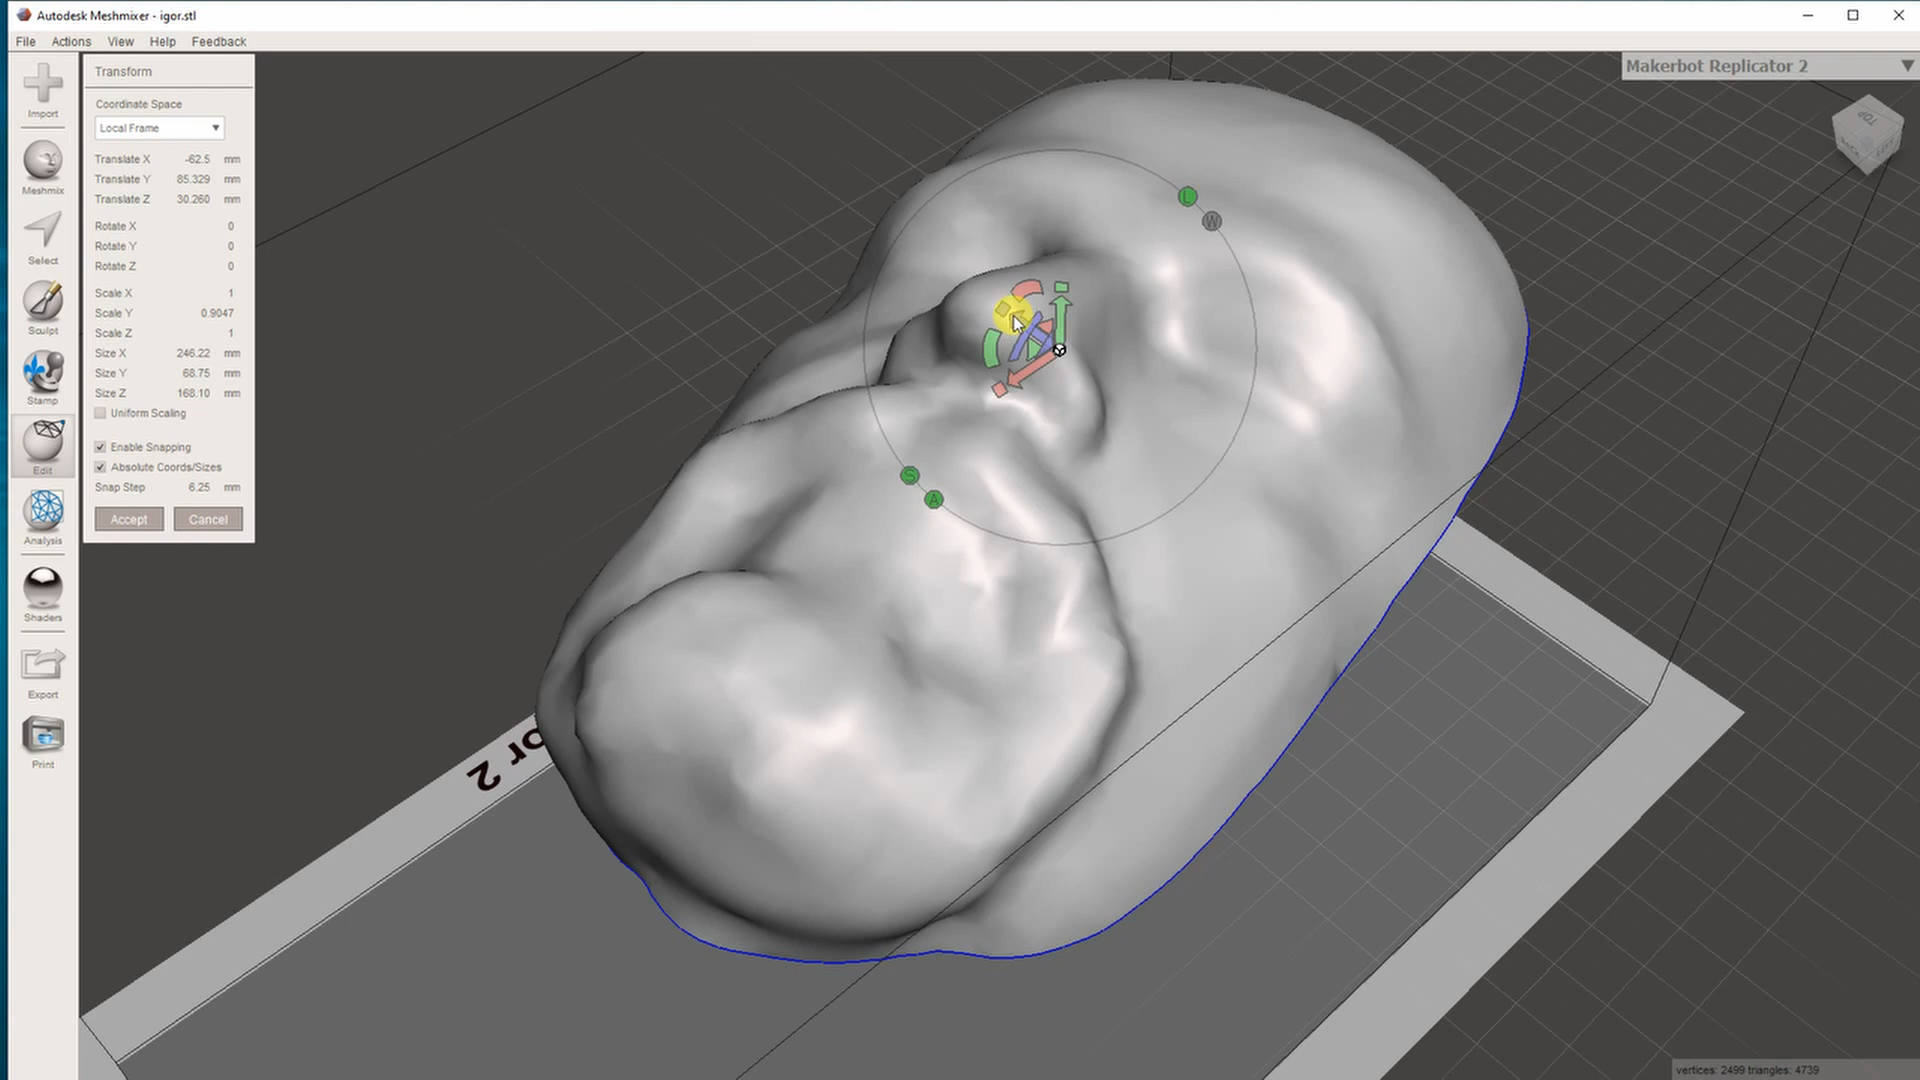 Autodesk Meshmixer - igor.stl
File Actions View Help Feedback
Makerbot Replicator 2
Import
Meshmix
Select
Sculpt
Stamp
Edit
Analysis
Shaders
Export
Print
Transform
Coordinate Space
Local Frame
Translate X -62.5 mm
Translate Y 85.329 mm
Translate Z 30.260 mm
Rotate X 0
Rotate Y 0
Rotate Z 0
Scale X 1
Scale Y 0.9047
Scale Z 1
Size X 246.22 mm
Size Y 68.75 mm
Size Z 168.10 mm
Uniform Scaling
Enable Snapping
Absolute Coords/Sizes
Snap Step 6.25 mm
Accept Cancel
L
W
S
A
TOP
or 2
vertices: 2499 triangles: 4739